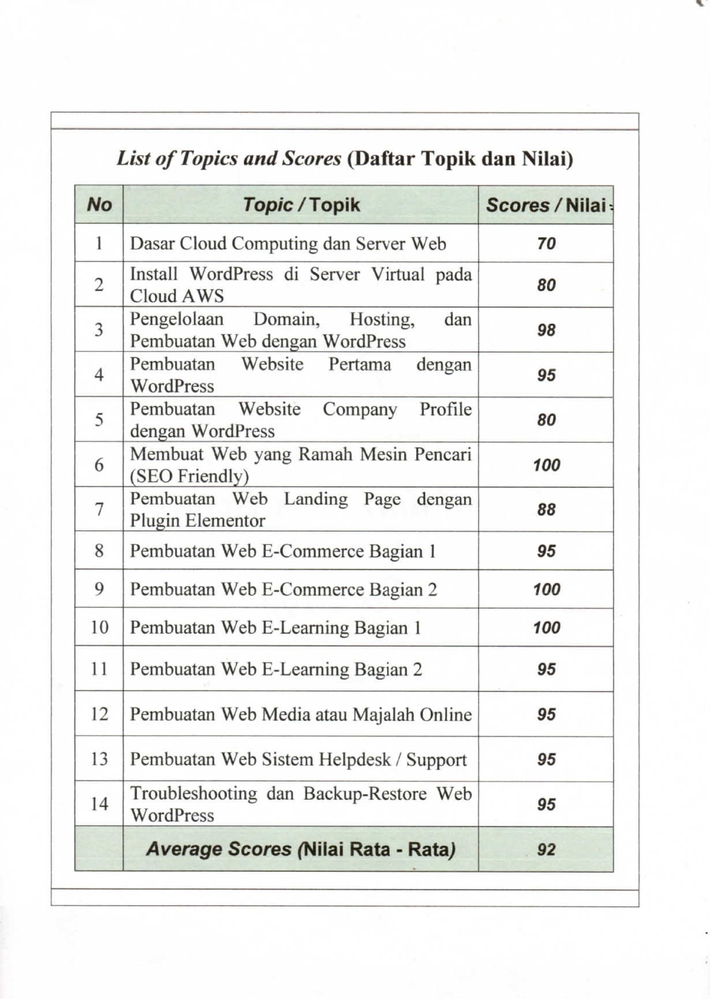 List of Topics and Scores (Daftar Topik dan Nilai)
No Topic / Topik Scores / Nilai
1 Dasar Cloud Computing dan Server Web 70
2 Install WordPress di Server Virtual pada
Cloud AWS 80
3 Pengelolaan Domain, Hosting, dan
Pembuatan Web dengan WordPress 98
4 Pembuatan Website Pertama dengan
WordPress 95
5 Pembuatan Website Company Profile
dengan WordPress 80
6 Membuat Web yang Ramah Mesin Pencari
(SEO Friendly) 100
7 Pembuatan Web Landing Page dengan
Plugin Elementor 88
8 Pembuatan Web E-Commerce Bagian 1 95
9 Pembuatan Web E-Commerce Bagian 2 100
10 Pembuatan Web E-Learning Bagian 1 100
11 Pembuatan Web E-Learning Bagian 2 95
12 Pembuatan Web Media atau Majalah Online 95
13 Pembuatan Web Sistem Helpdesk / Support 95
14 Troubleshooting dan Backup-Restore Web
WordPress 95
Average Scores (Nilai Rata - Rata) 92